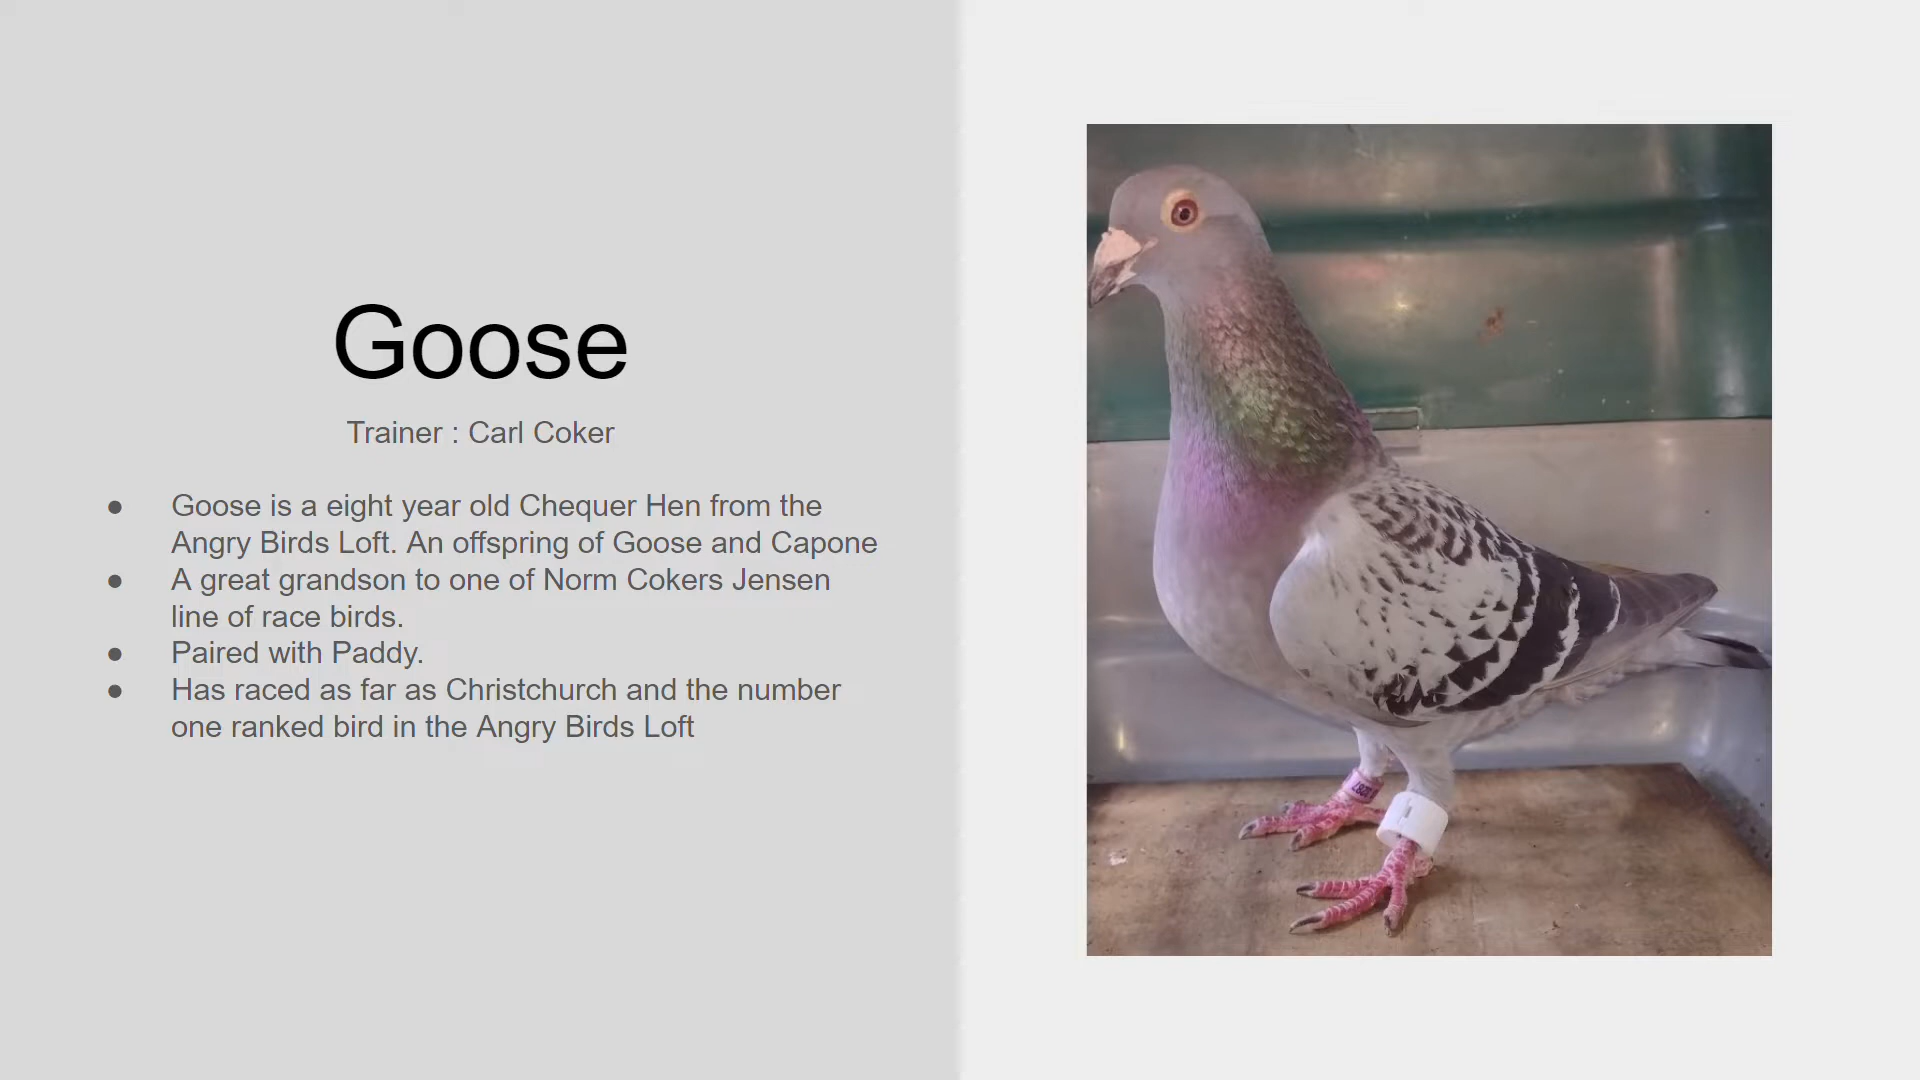 Goose
Trainer : Carl Coker
● Goose is a eight year old Chequer Hen from the
Angry Birds Loft. An offspring of Goose and Capone
● A great grandson to one of Norm Cokers Jensen
line of race birds.
● Paired with Paddy.
● Has raced as far as Christchurch and the number
one ranked bird in the Angry Birds Loft